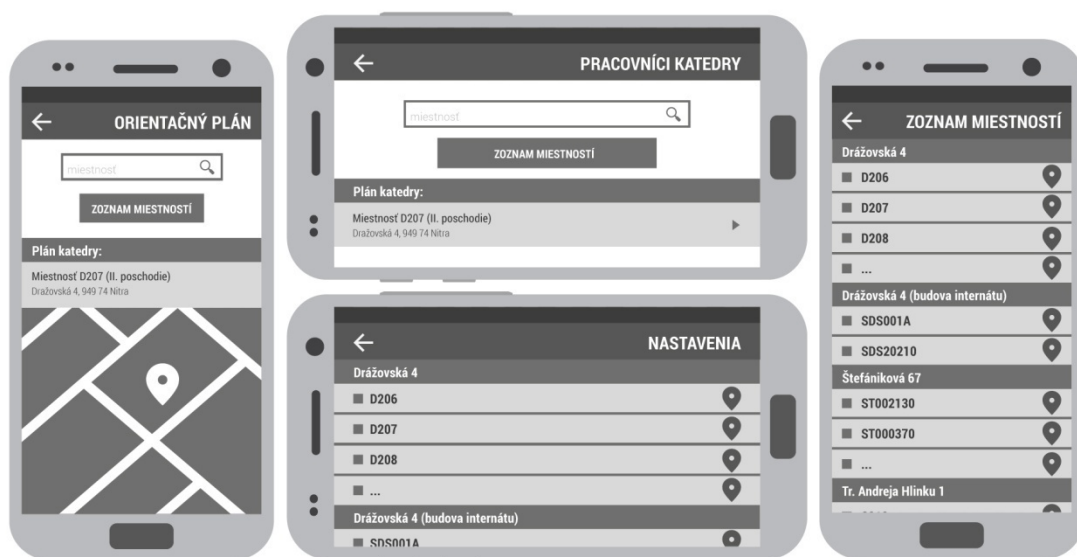 ORIENTAČNÝ PLÁN
miestnosť
ZOZNAM MIESTNOSTÍ
Plán katedry:
Miestnosť D207 (II. poschodie)
Dražovská 4, 949 74 Nitra
PRACOVNÍCI KATEDRY
miestnosť
ZOZNAM MIESTNOSTÍ
Plán katedry:
Miestnosť D207 (II. poschodie)
Dražovská 4, 949 74 Nitra
NASTAVENIA
Drážovská 4
D206
D207
D208
...
Drážovská 4 (budova internátu)
SDS001A
ZOZNAM MIESTNOSTÍ
Drážovská 4
D206
D207
D208
...
Drážovská 4 (budova internátu)
SDS001A
SDS20210
Štefániková 67
ST002130
ST000370
...
Tr. Andreja Hlinku 1